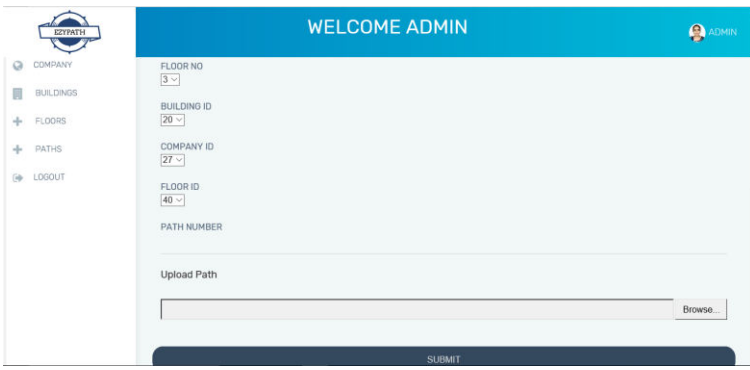 EZYPATH
WELCOME ADMIN
ADMIN
COMPANY
BUILDINGS
FLOORS
PATHS
LOGOUT
FLOOR NO
3
BUILDING ID
20
COMPANY ID
27
FLOOR ID
40
PATH NUMBER
Upload Path
Browse...
SUBMIT